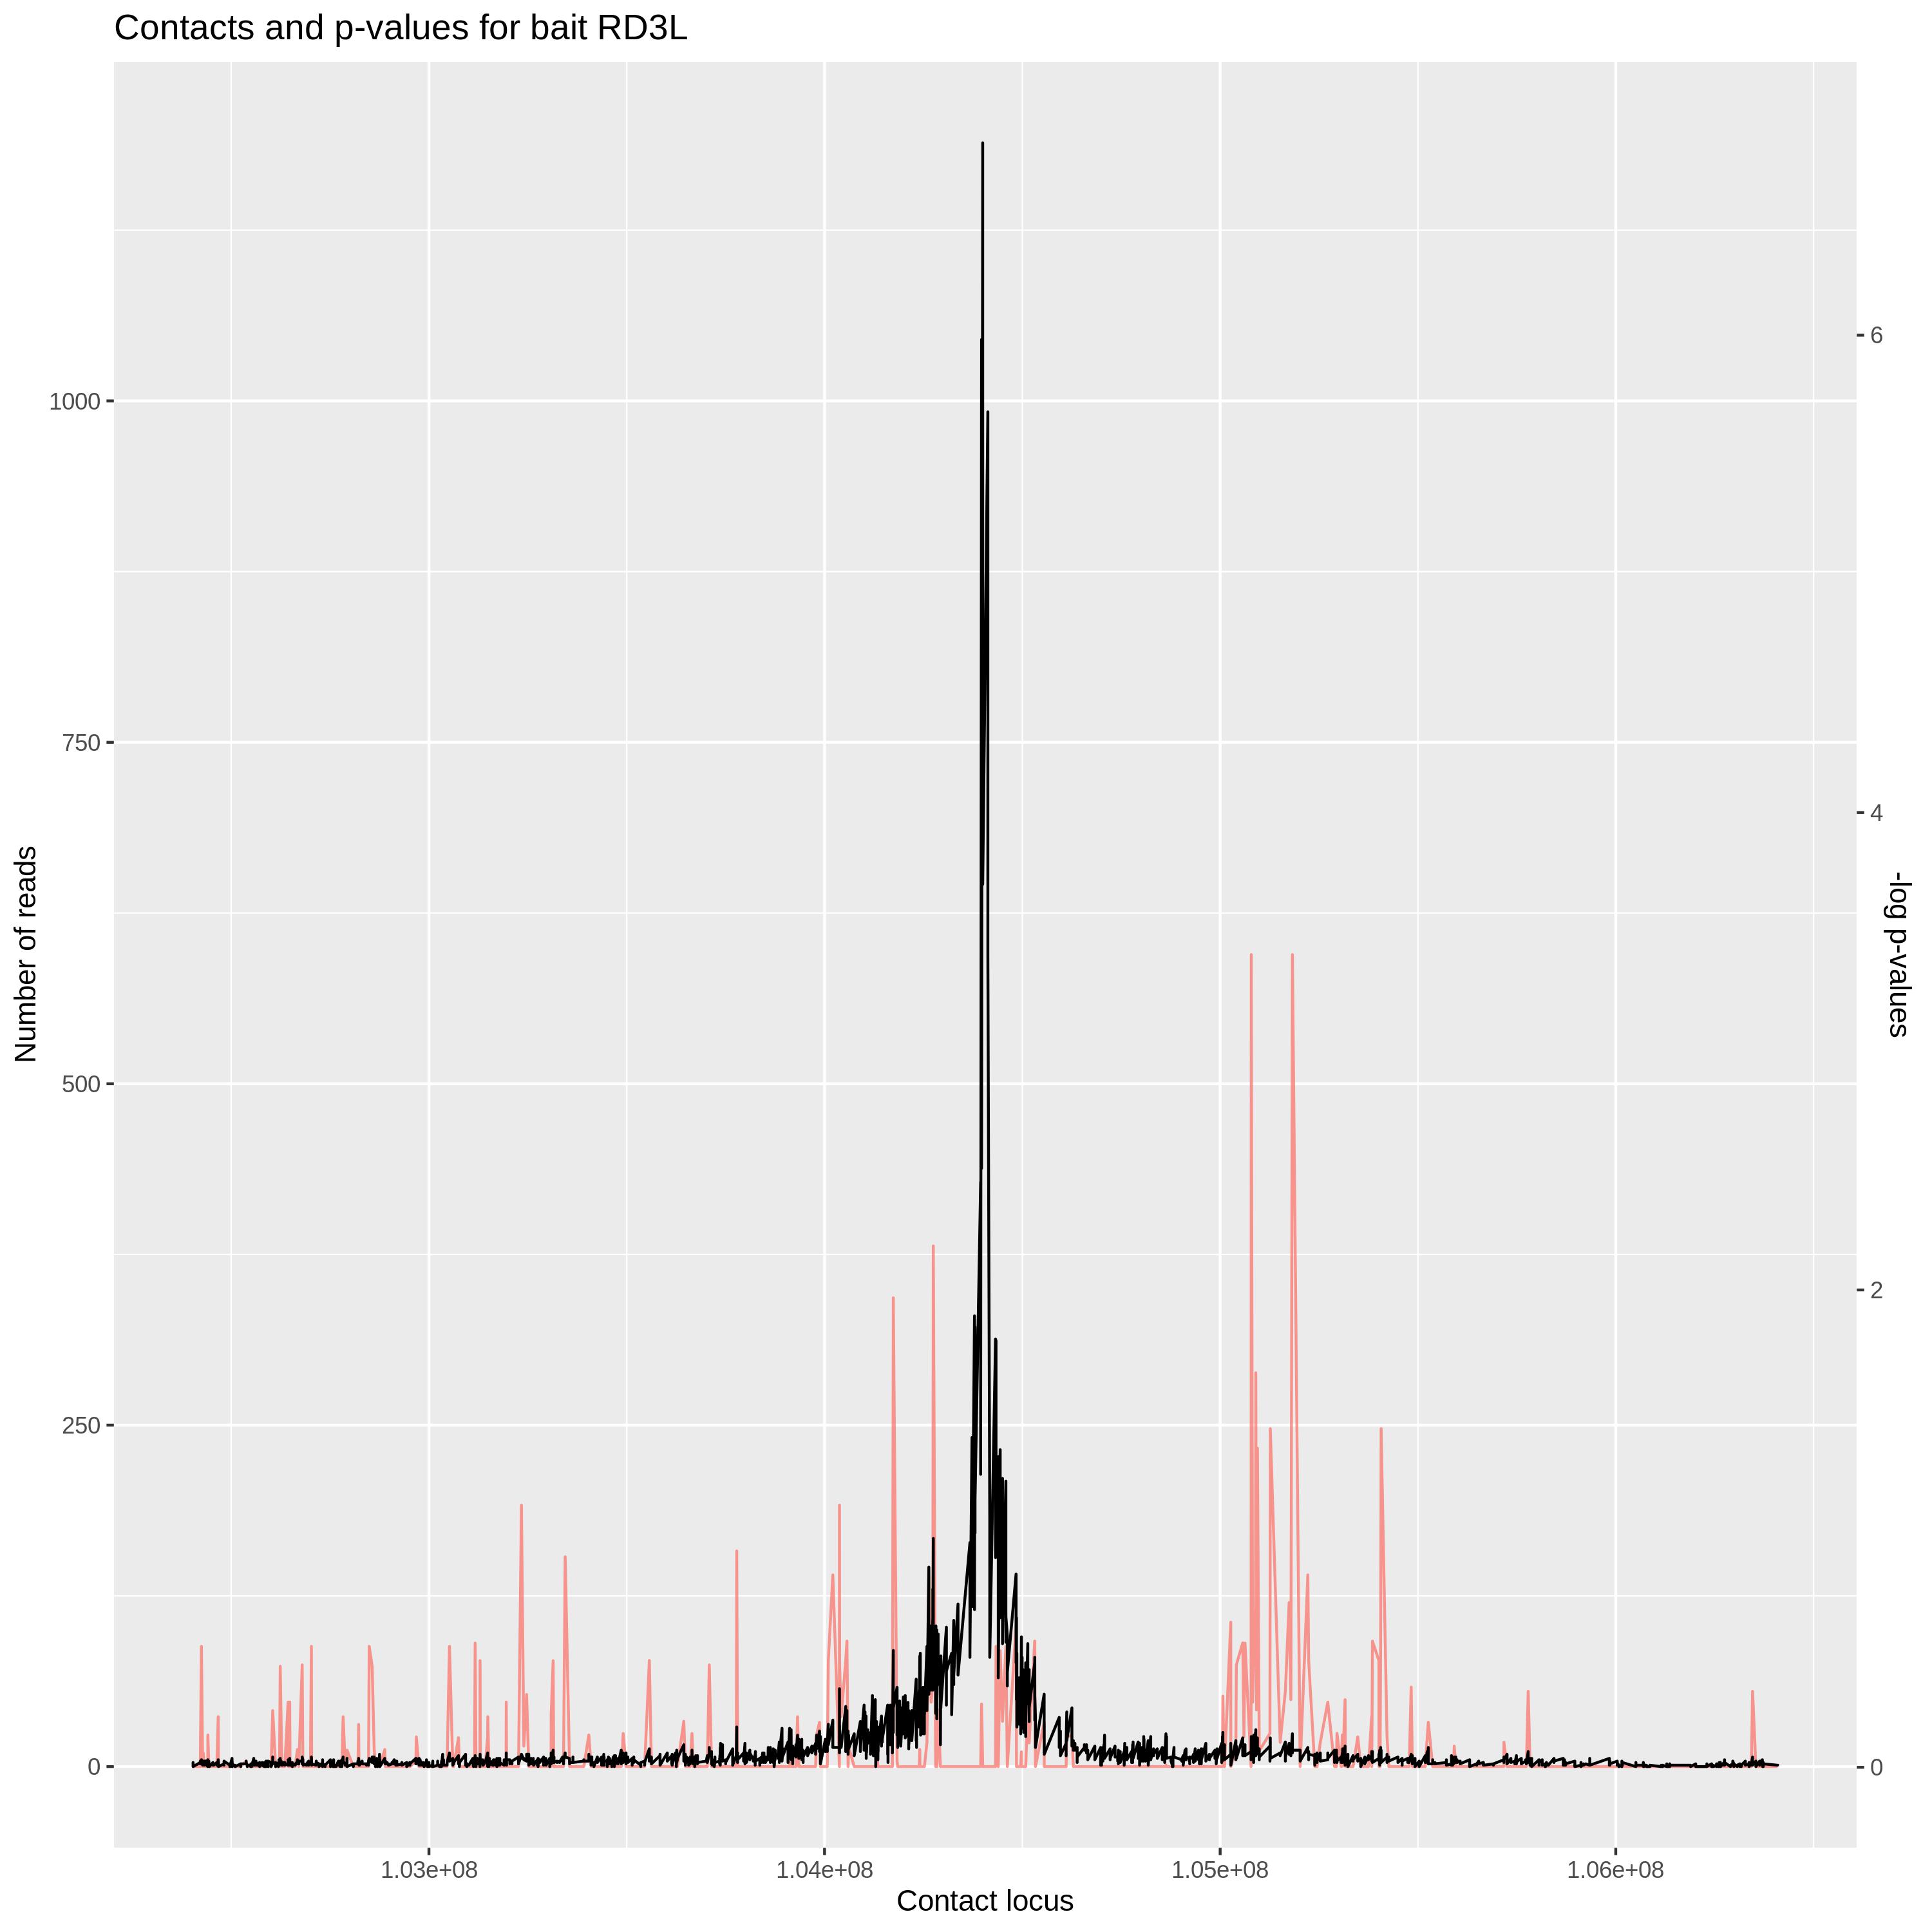 Contacts and p-values for bait RD3L
Number of reads
1000
750
500
250
0
6
4
2
0
-log p-values
1.03e+08
1.04e+08
1.05e+08
1.06e+08
Contact locus